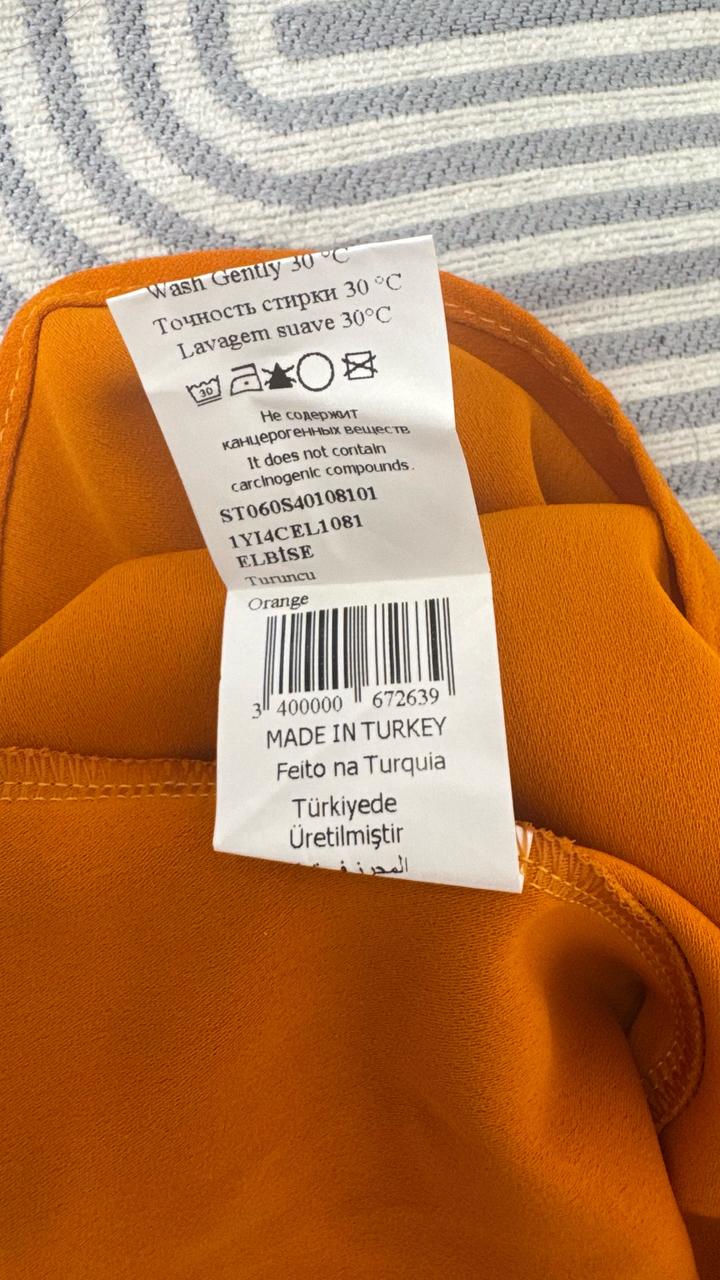 Wash Gently 30 °C
Точность стирки 30 °C
Lavagem suave 30°C
30
Не содержит
канцерогенных веществ
It does not contain
carcinogenic compounds.
ST060S40108101
1YI4CEL1081
ELBİSE
Turuncu
Orange
3 400000 672639
MADE IN TURKEY
Feito na Turquia
Türkiyede
Üretilmiştir